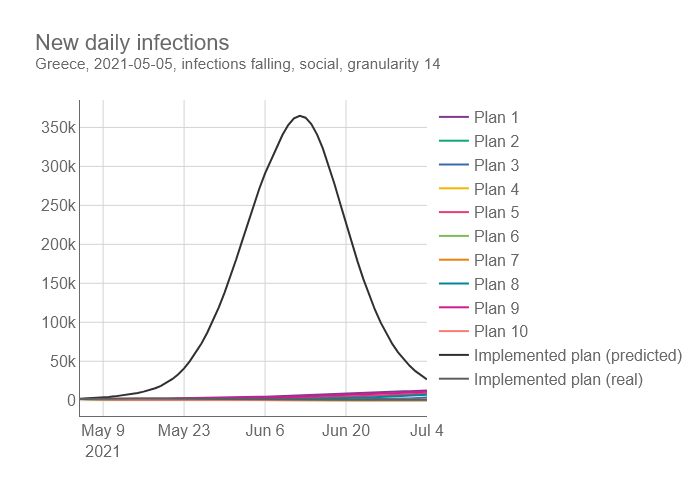 New daily infections
Greece, 2021-05-05, infections falling, social, granularity 14
350k
300k
250k
200k
150k
100k
50k
0
May 9
2021
May 23
Jun 6
Jun 20
Jul 4
Plan 1
Plan 2
Plan 3
Plan 4
Plan 5
Plan 6
Plan 7
Plan 8
Plan 9
Plan 10
Implemented plan (predicted)
Implemented plan (real)